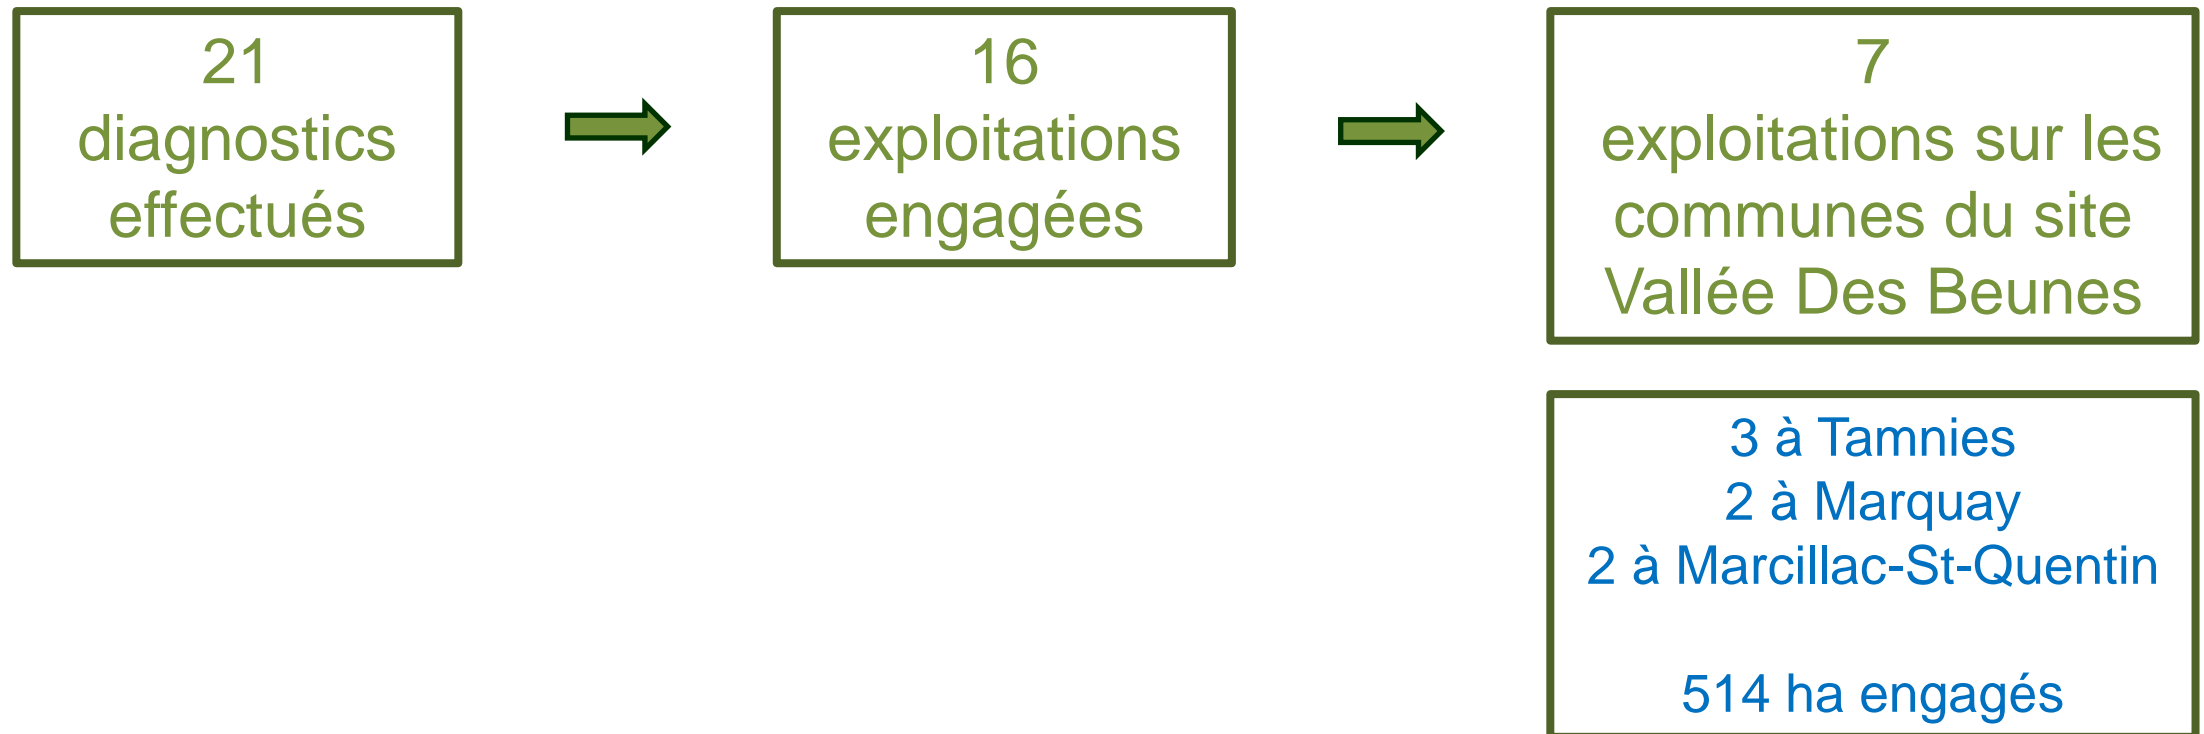 21
diagnostics
effectués
16
exploitations
engagées
7
exploitations sur les
communes du site
Vallée Des Beunes
3 à Tamnies
2 à Marquay
2 à Marcillac-St-Quentin
514 ha engagés